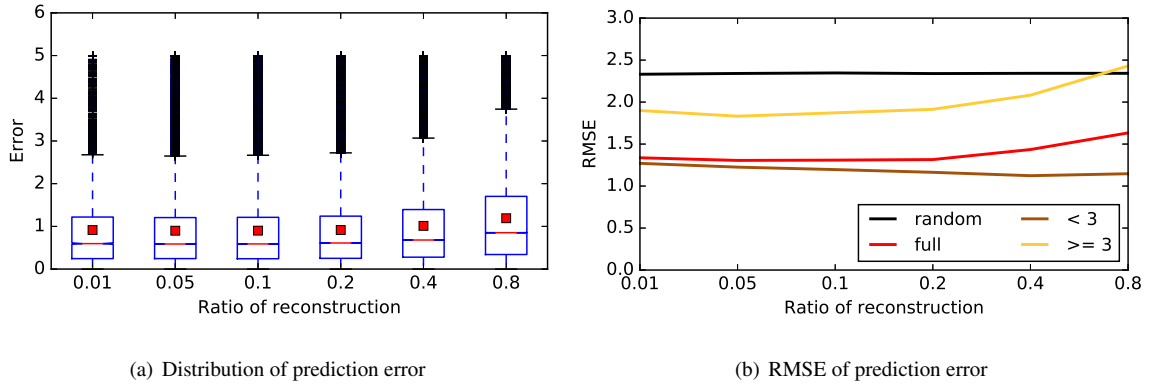 6
5
4
3
2
1
0
Error
0.01 0.05 0.1 0.2 0.4 0.8
Ratio of reconstruction
(a) Distribution of prediction error
3.0
2.5
2.0
1.5
1.0
0.5
0.0
RMSE
random
full
< 3
>= 3
0.01 0.05 0.1 0.2 0.4 0.8
Ratio of reconstruction
(b) RMSE of prediction error